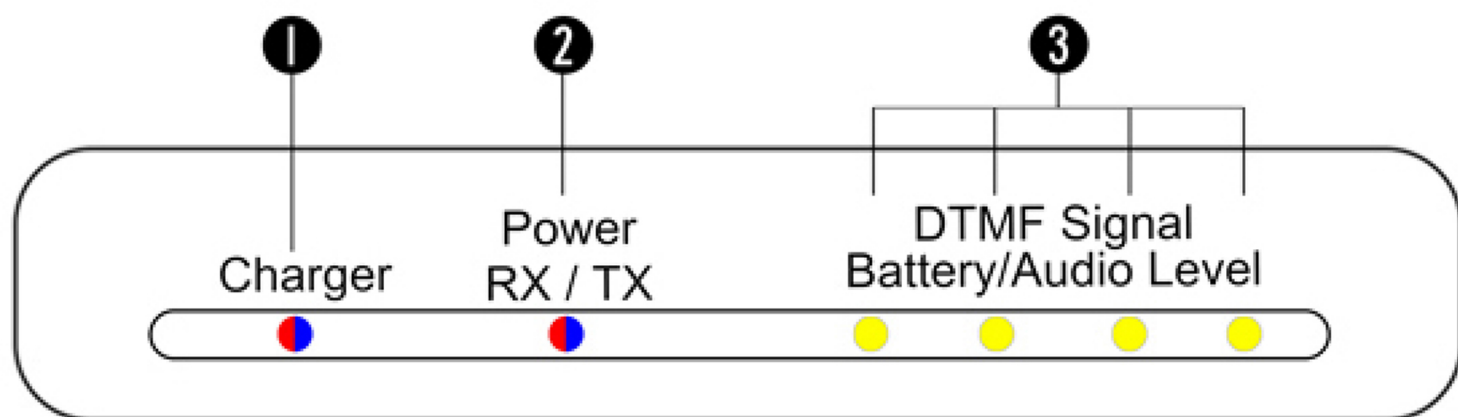 1 2 3
Charger
Power
RX / TX
DTMF Signal
Battery/Audio Level